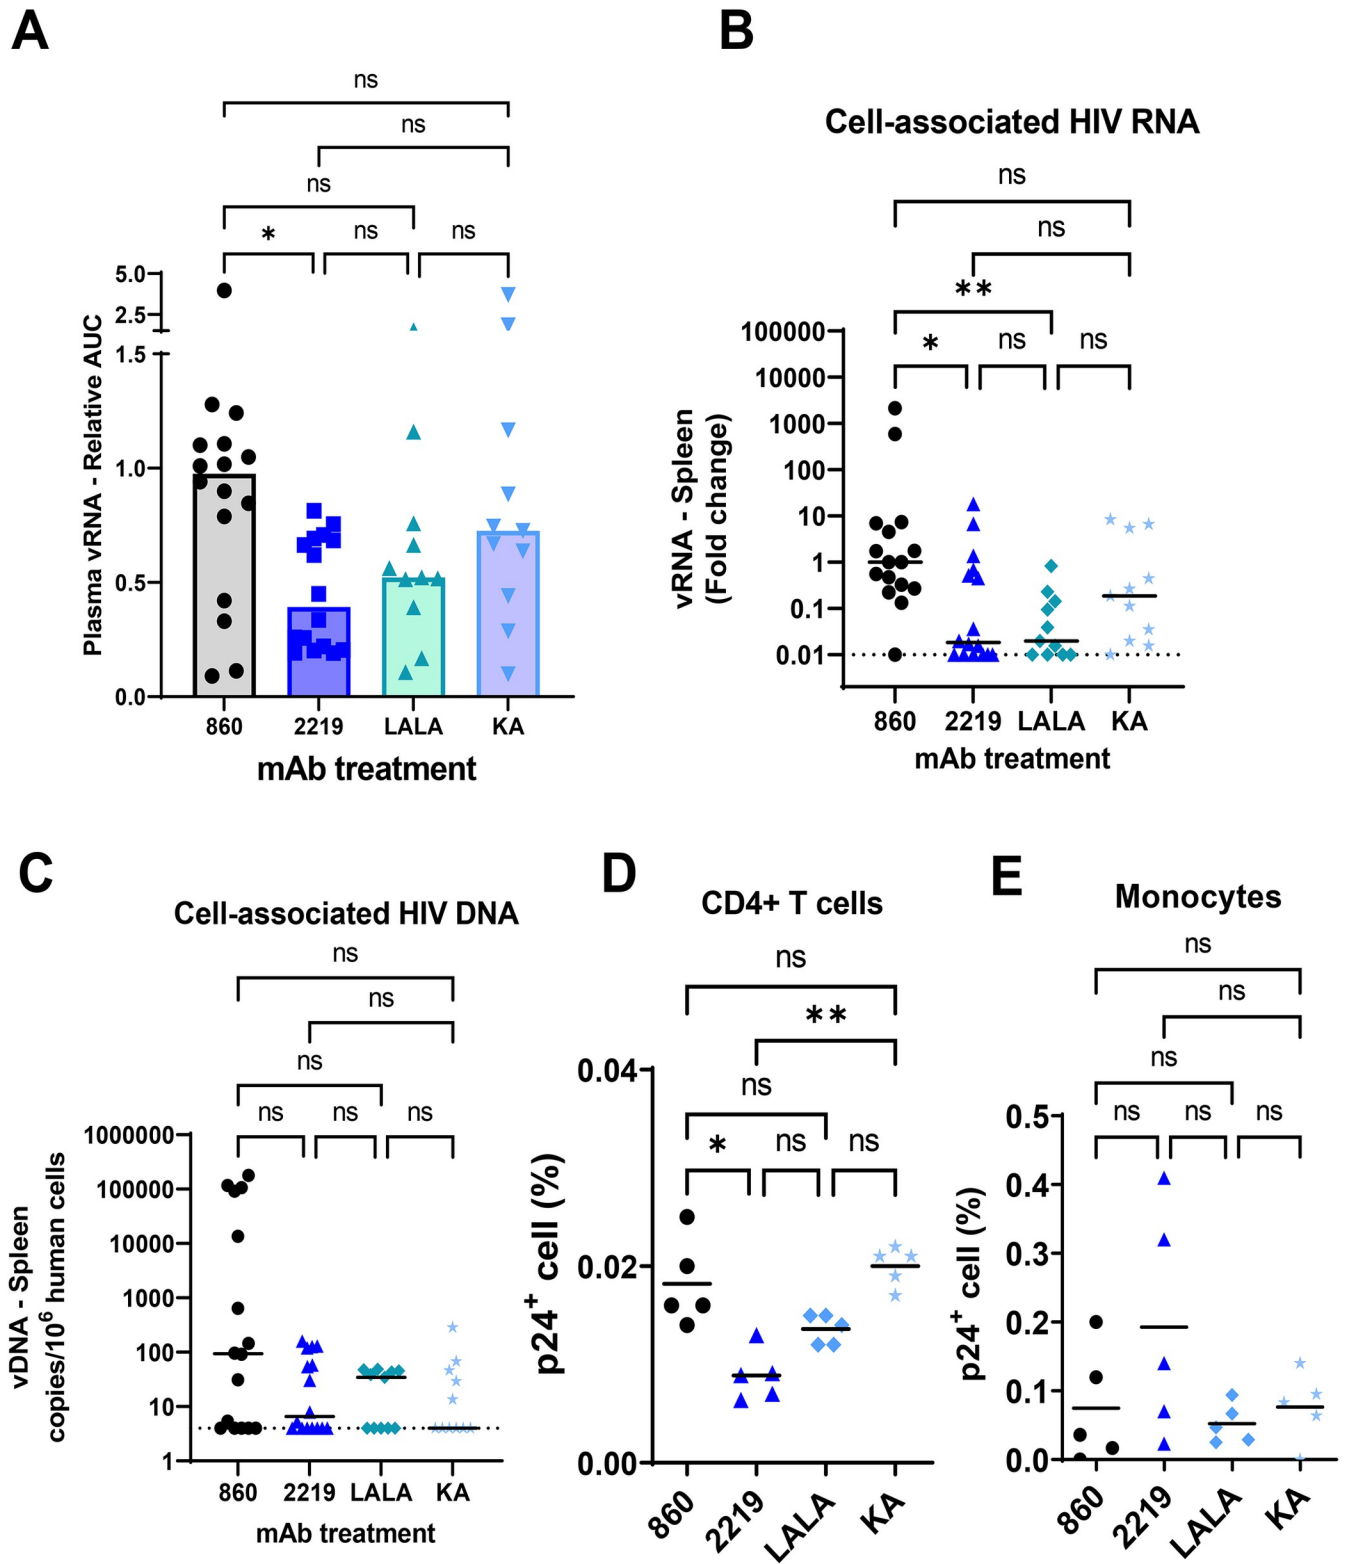 A
ns
ns
ns
*
ns
ns
5.0
2.5
1.5
1.0
0.5
0.0
Plasma vRNA - Relative AUC
860
2219
LALA
KA
mAb treatment
B
Cell-associated HIV RNA
ns
ns
**
*
ns
ns
100000
10000
1000
100
10
1
0.1
0.01
vRNA - Spleen
(Fold change)
860
2219
LALA
KA
mAb treatment
C
Cell-associated HIV DNA
ns
ns
ns
ns
ns
ns
1000000
100000
10000
1000
100
10
1
vDNA - Spleen
copies/10⁶ human cells
860
2219
LALA
KA
mAb treatment
D
CD4+ T cells
ns
**
ns
*
ns
ns
0.04
0.02
0.00
p24⁺ cell (%)
860
2219
LALA
KA
E
Monocytes
ns
ns
ns
ns
ns
ns
0.5
0.4
0.3
0.2
0.1
0.0
p24⁺ cell (%)
860
2219
LALA
KA